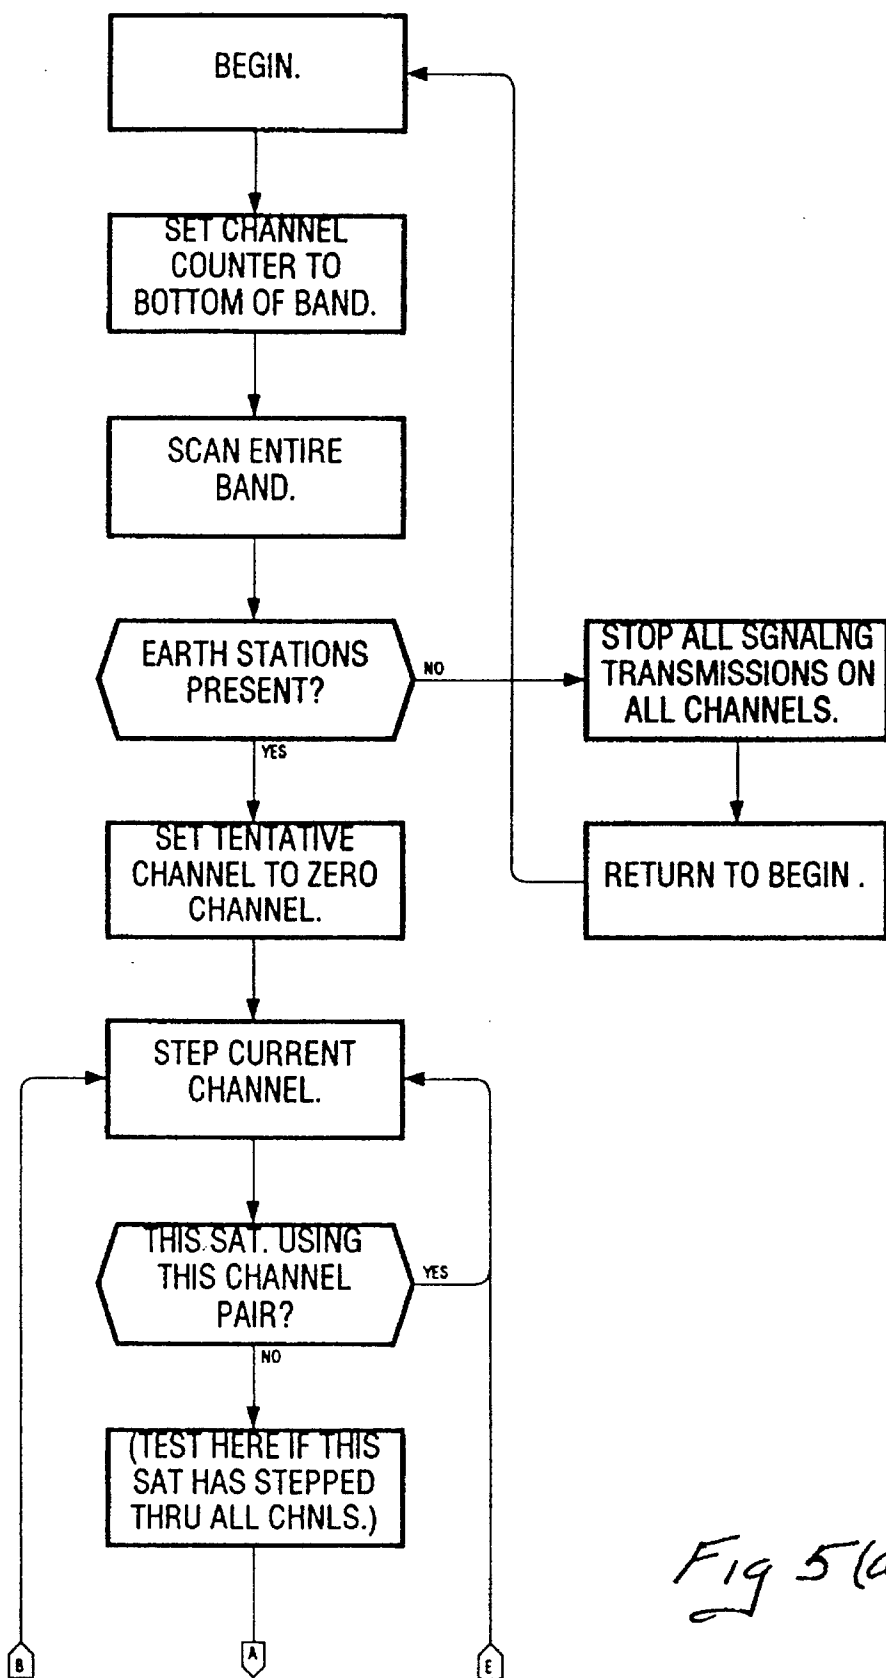 BEGIN.
SET CHANNEL
COUNTER TO
BOTTOM OF BAND.
SCAN ENTIRE
BAND.
EARTH STATIONS
PRESENT?
NO
YES
STOP ALL SGNALNG
TRANSMISSIONS ON
ALL CHANNELS.
RETURN TO BEGIN .
SET TENTATIVE
CHANNEL TO ZERO
CHANNEL.
STEP CURRENT
CHANNEL.
THIS SAT. USING
THIS CHANNEL
PAIR?
YES
NO
(TEST HERE IF THIS
SAT HAS STEPPED
THRU ALL CHNLS.)
B
A
E
Fig 5(a